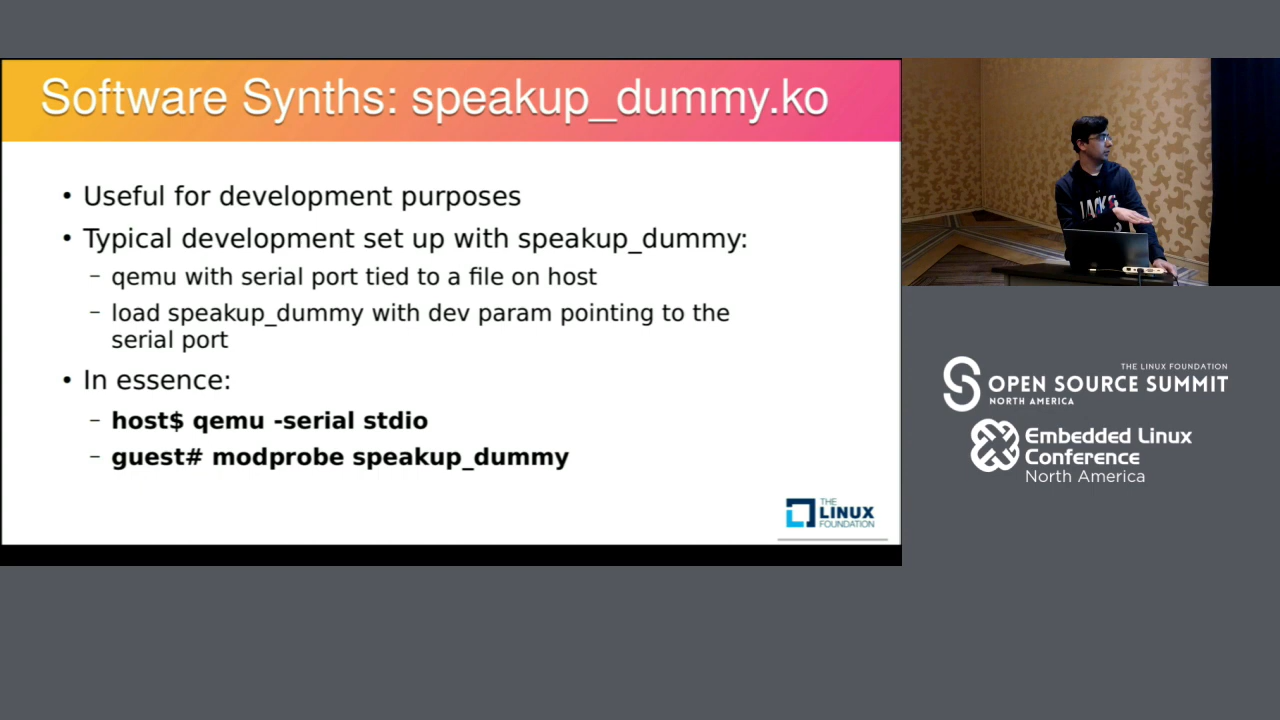 Software Synths: speakup_dummy.ko
• Useful for development purposes
• Typical development set up with speakup_dummy:
– qemu with serial port tied to a file on host
– load speakup_dummy with dev param pointing to the
serial port
• In essence:
– host$ qemu -serial stdio
– guest# modprobe speakup_dummy
THE
LINUX
FOUNDATION
THE LINUX FOUNDATION
OPEN SOURCE SUMMIT
NORTH AMERICA
Embedded Linux
Conference
North America